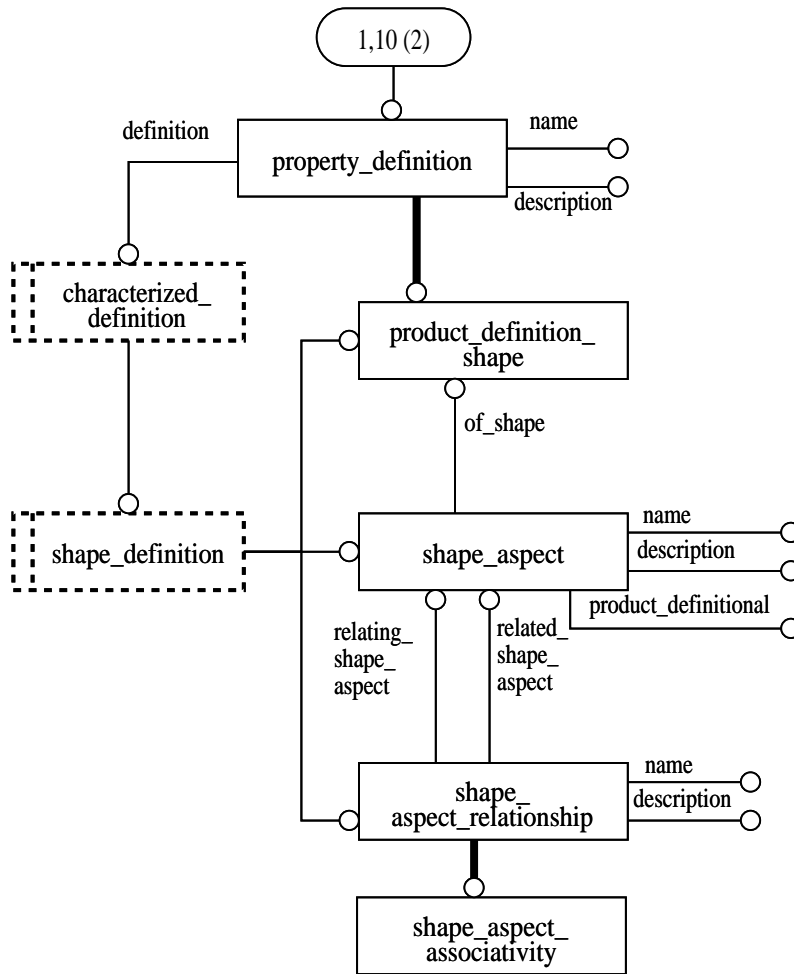 1,10 (2)
definition
name
property_definition
description
characterized_
definition
product_definition_
shape
of_shape
name
shape_definition
shape_aspect
description
product_definitional
relating_
shape_
aspect
related_
shape_
aspect
name
shape_
aspect_relationship
description
shape_aspect_
associativity